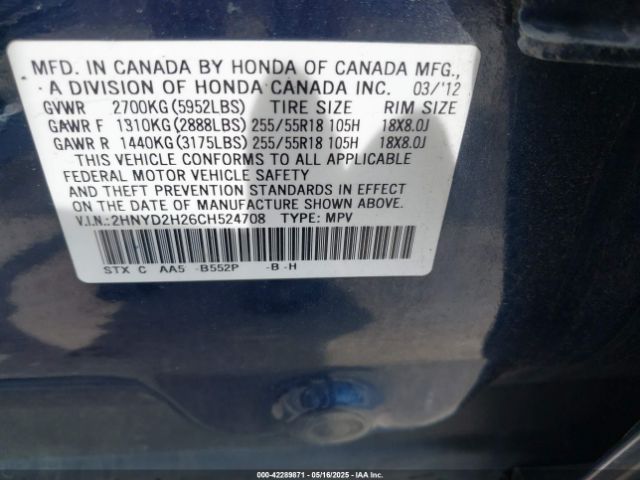 MFD. IN CANADA BY HONDA OF CANADA MFG.,
A DIVISION OF HONDA CANADA INC. 03/'12
GVWR 2700KG(5952LBS) TIRE SIZE RIM SIZE
GAWR F 1310KG(2888LBS) 255/55R18 105H 18X8.0J
GAWR R 1440KG(3175LBS) 255/55R18 105H 18X8.0J
THIS VEHICLE CONFORMS TO ALL APPLICABLE
FEDERAL MOTOR VEHICLE SAFETY
AND THEFT PREVENTION STANDARDS IN EFFECT
ON THE DATE OF MANUFACTURE SHOWN ABOVE.
V.I.N.:2HNYD2H26CH524708 TYPE: MPV
STX C AA5 -B552P -B -H
000-42289871 - 05/16/2025 - IAAI Inc.